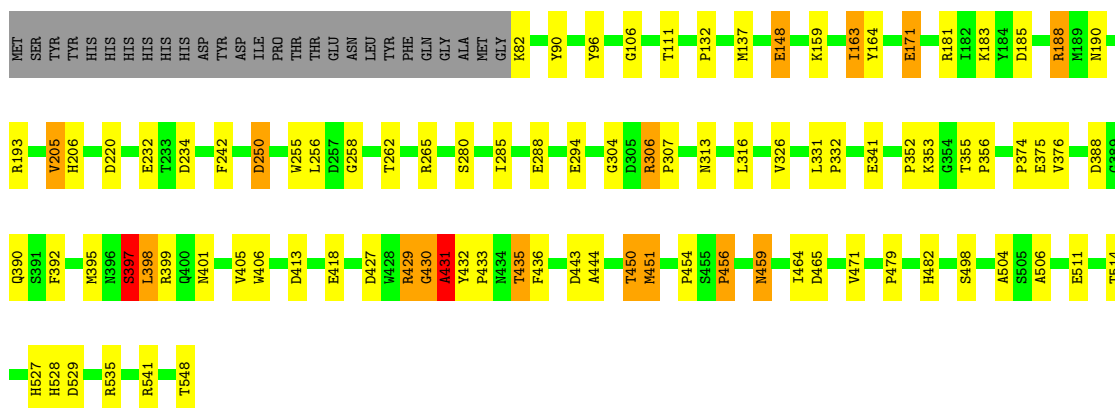 MET SER TYR TYR HIS HIS HIS HIS HIS HIS ASP TYR ASP ILE PRO THR THR GLU ASN LEU TYR PHE GLN GLY ALA MET GLY K82 Y90 Y96 G106 T111 P132 M137 E148 K159 I163 Y164 E171 R181 I182 K183 Y184 D185 R188 M189 N190
R193 V205 H206 D220 E232 T233 D234 F242 D250 W255 L256 D257 G258 T262 R265 S280 I285 E288 E294 G304 D305 R306 P307 N313 L316 V326 L331 P332 E341 P352 K353 G354 T355 P356 P374 E375 V376 D388 G389
Q390 S391 F392 M395 N396 S397 L398 R399 Q400 N401 V405 W406 D413 E418 D427 W428 R429 G430 A431 Y432 P433 N434 T435 F436 D443 A444 T450 M451 P454 S455 P456 N459 I464 D465 V471 P479 H482 S498 A504 S505 A506 E511 T514
H527 H528 D529 R535 R541 T548